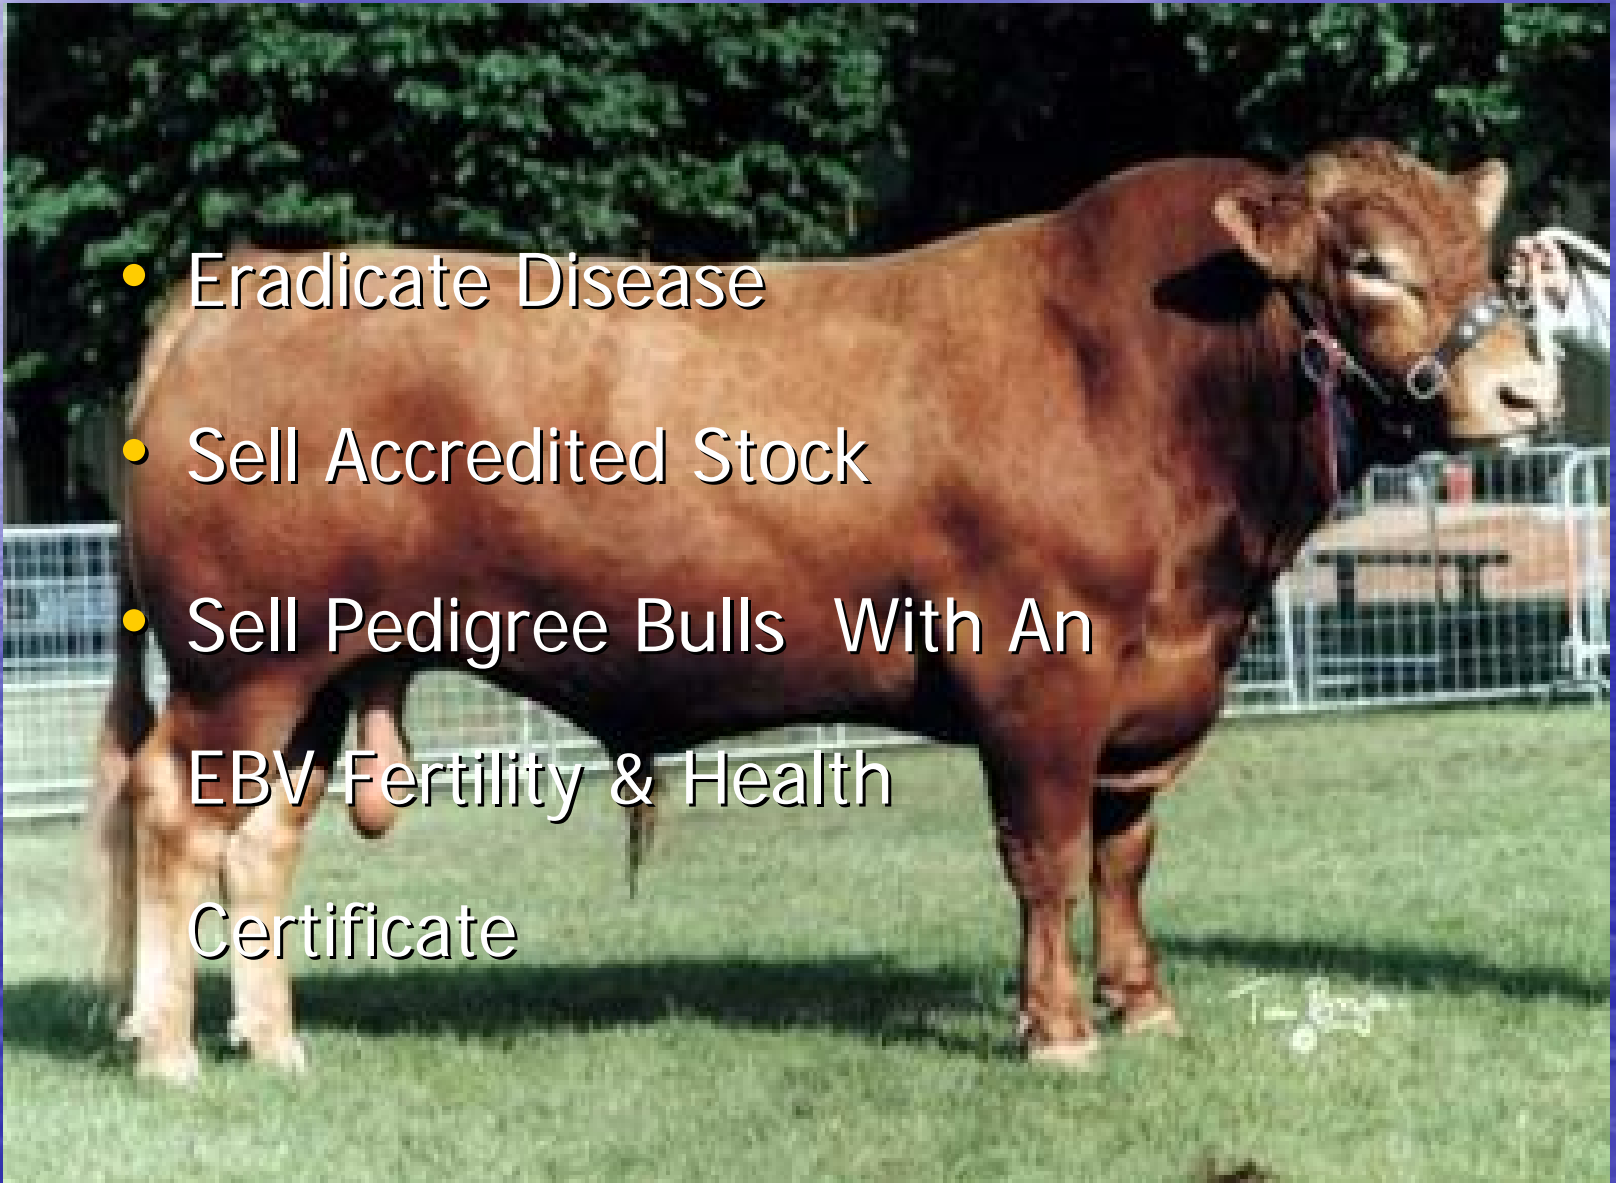 • Eradicate Disease
• Sell Accredited Stock
• Sell Pedigree Bulls  With An
EBV Fertility & Health
Certificate